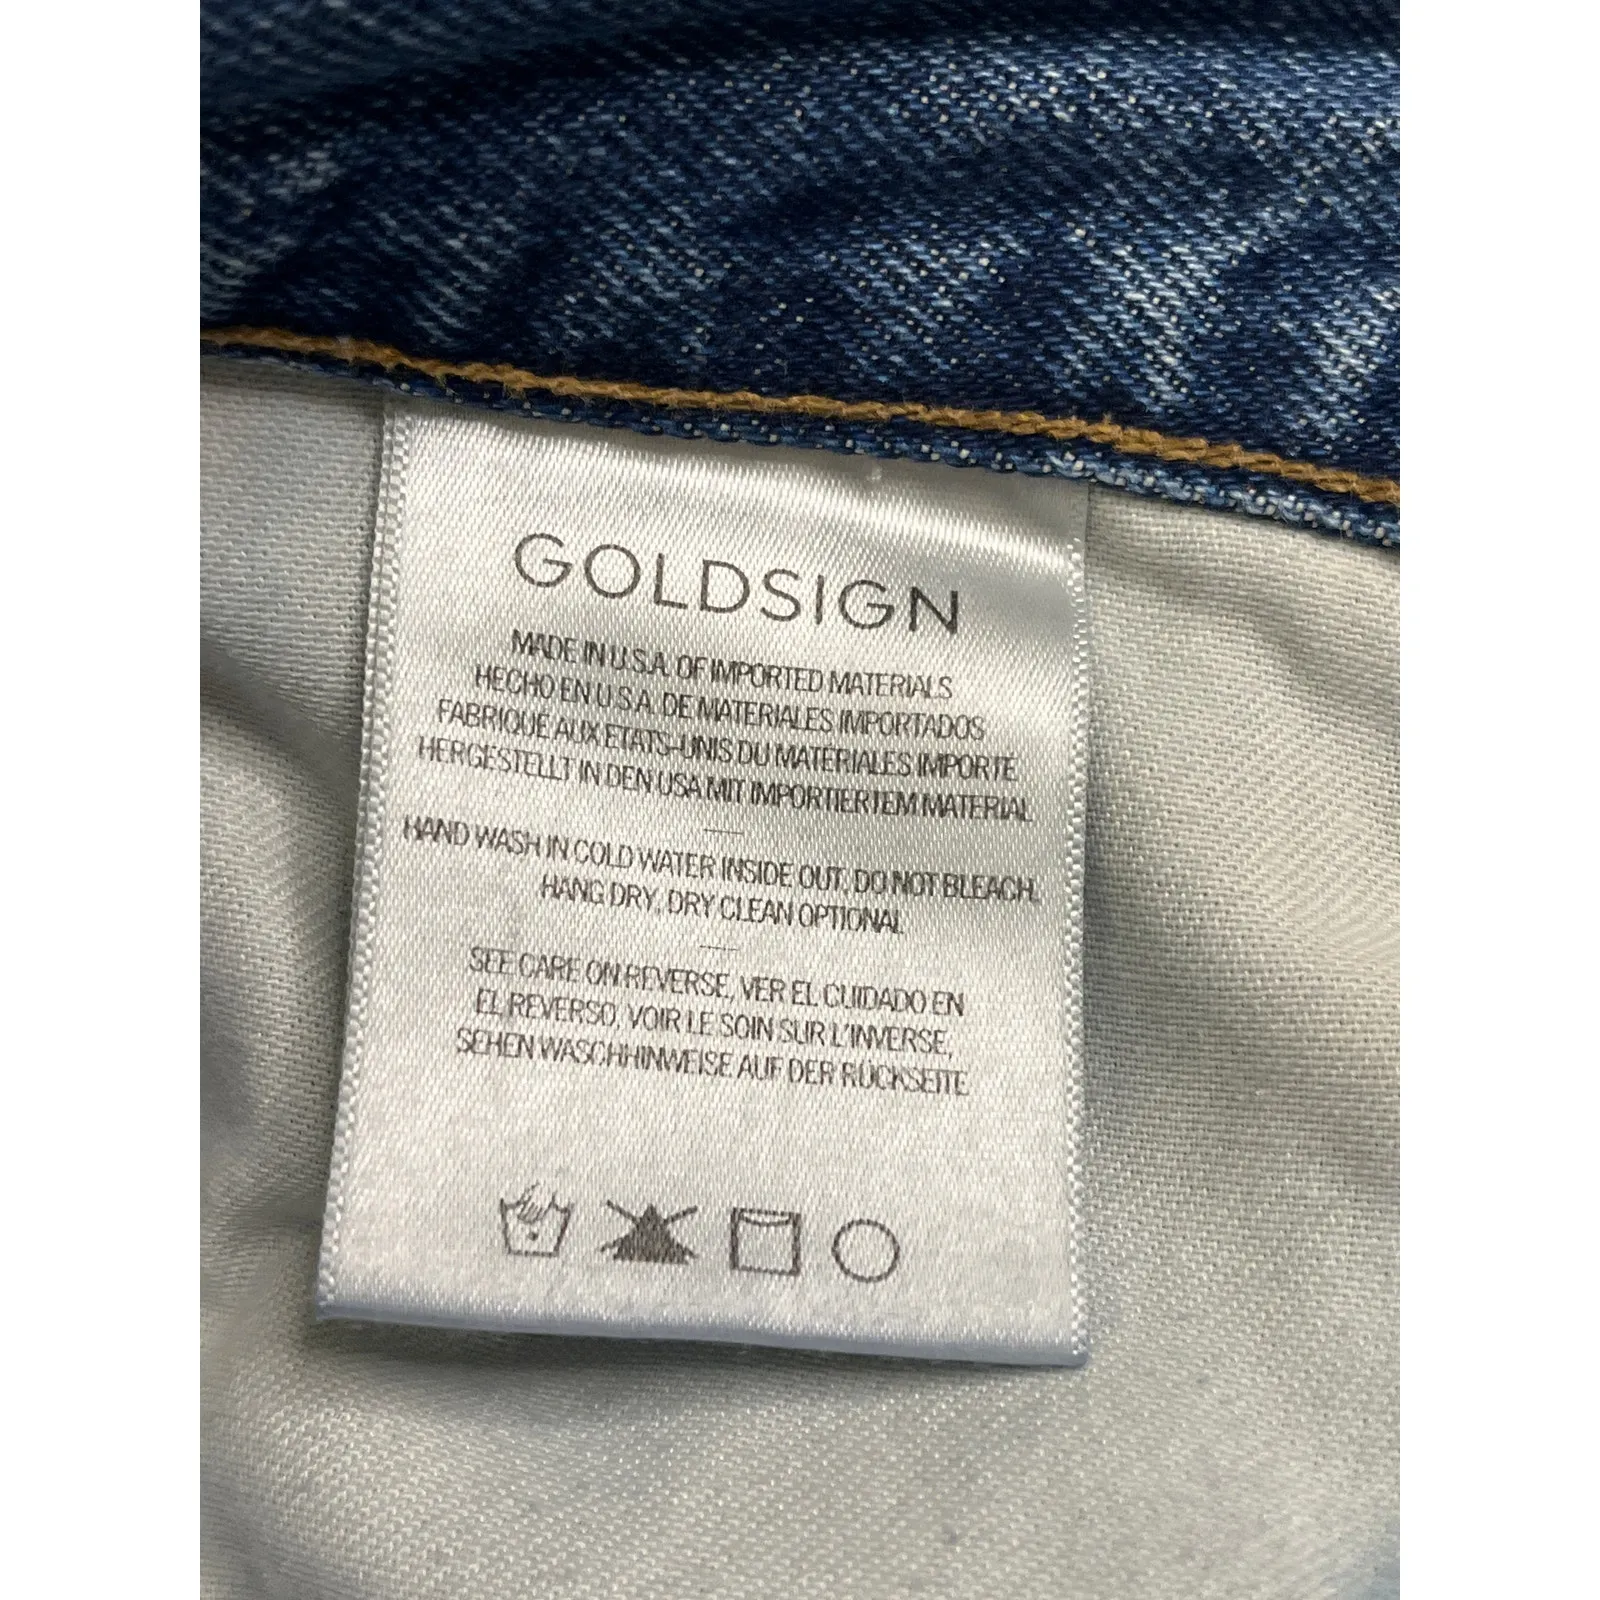 GOLDSIGN
MADE IN U.S.A. OF IMPORTED MATERIALS
HECHO EN U.S.A. DE MATERIALES IMPORTADOS
FABRIQUÉ AUX ETATS-UNIS DU MATERIALES IMPORTÉ
HERGESTELLT IN DEN USA MIT IMPORTIERTEM MATERIAL
HAND WASH IN COLD WATER INSIDE OUT. DO NOT BLEACH.
HANG DRY, DRY CLEAN OPTIONAL
SEE CARE ON REVERSE, VER EL CUIDADO EN
EL REVERSO, VOIR LE SOIN SUR L'INVERSE,
SEHEN WASCHHINWEISE AUF DER RÜCKSEITE